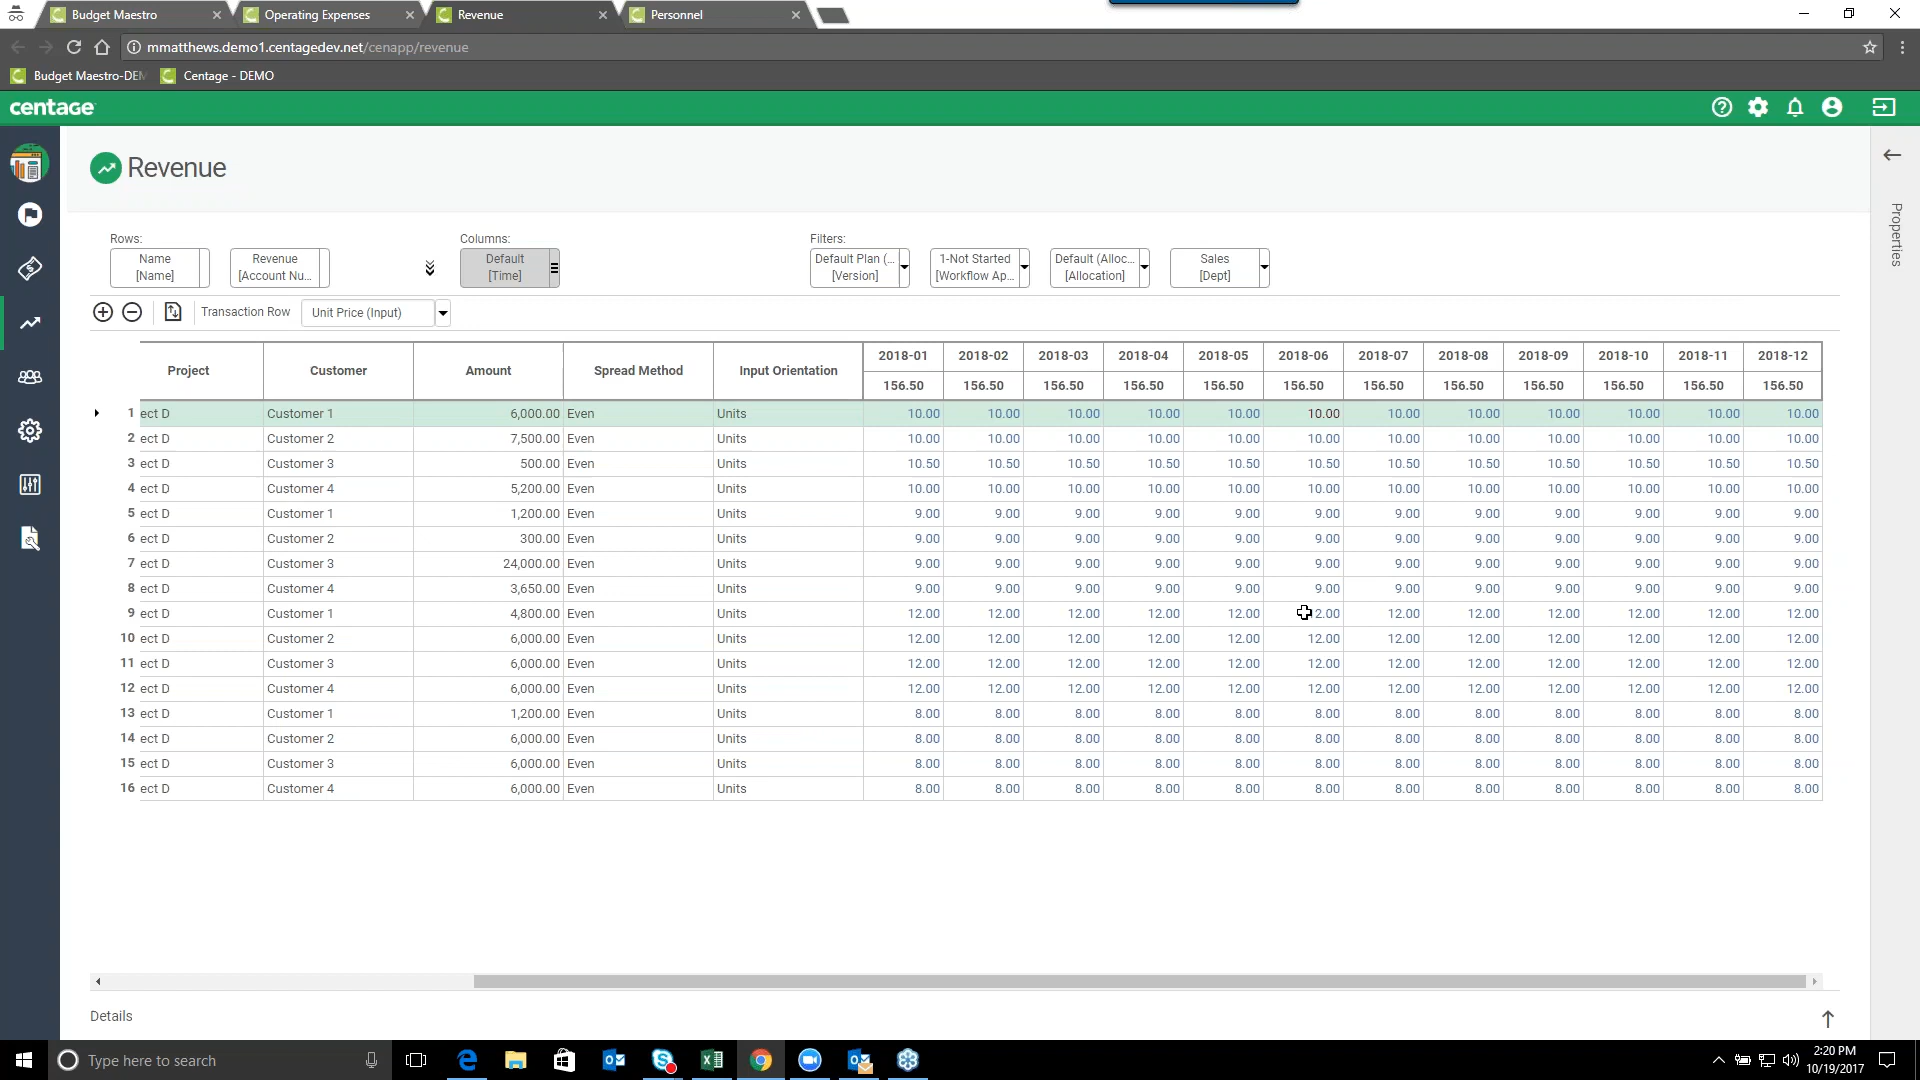 Budget Maestro
Operating Expenses
Revenue
Personnel
mmatthews.demo1.centagedev.net/cenapp/revenue
Budget Maestro-DEM
Centage - DEMO
centage
Revenue
Properties
Rows:
Columns:
Filters:
Name
[Name]
Revenue
[Account Nu...
Default
[Time]
Default Plan (...
[Version]
1-Not Started
[Workflow Ap...
Default (Alloc...
[Allocation]
Sales
[Dept]
Transaction Row
Unit Price (Input)
Project Customer Amount Spread Method Input Orientation 2018-01 2018-02 2018-03 2018-04 2018-05 2018-06 2018-07 2018-08 2018-09 2018-10 2018-11 2018-12
156.50 156.50 156.50 156.50 156.50 156.50 156.50 156.50 156.50 156.50 156.50 156.50
1 ect D Customer 1 6,000.00 Even Units 10.00 10.00 10.00 10.00 10.00 10.00 10.00 10.00 10.00 10.00 10.00 10.00
2 ect D Customer 2 7,500.00 Even Units 10.00 10.00 10.00 10.00 10.00 10.00 10.00 10.00 10.00 10.00 10.00 10.00
3 ect D Customer 3 500.00 Even Units 10.50 10.50 10.50 10.50 10.50 10.50 10.50 10.50 10.50 10.50 10.50 10.50
4 ect D Customer 4 5,200.00 Even Units 10.00 10.00 10.00 10.00 10.00 10.00 10.00 10.00 10.00 10.00 10.00 10.00
5 ect D Customer 1 1,200.00 Even Units 9.00 9.00 9.00 9.00 9.00 9.00 9.00 9.00 9.00 9.00 9.00 9.00
6 ect D Customer 2 300.00 Even Units 9.00 9.00 9.00 9.00 9.00 9.00 9.00 9.00 9.00 9.00 9.00 9.00
7 ect D Customer 3 24,000.00 Even Units 9.00 9.00 9.00 9.00 9.00 9.00 9.00 9.00 9.00 9.00 9.00 9.00
8 ect D Customer 4 3,650.00 Even Units 9.00 9.00 9.00 9.00 9.00 9.00 9.00 9.00 9.00 9.00 9.00 9.00
9 ect D Customer 1 4,800.00 Even Units 12.00 12.00 12.00 12.00 12.00 2.00 12.00 12.00 12.00 12.00 12.00 12.00
10 ect D Customer 2 6,000.00 Even Units 12.00 12.00 12.00 12.00 12.00 12.00 12.00 12.00 12.00 12.00 12.00 12.00
11 ect D Customer 3 6,000.00 Even Units 12.00 12.00 12.00 12.00 12.00 12.00 12.00 12.00 12.00 12.00 12.00 12.00
12 ect D Customer 4 6,000.00 Even Units 12.00 12.00 12.00 12.00 12.00 12.00 12.00 12.00 12.00 12.00 12.00 12.00
13 ect D Customer 1 1,200.00 Even Units 8.00 8.00 8.00 8.00 8.00 8.00 8.00 8.00 8.00 8.00 8.00 8.00
14 ect D Customer 2 6,000.00 Even Units 8.00 8.00 8.00 8.00 8.00 8.00 8.00 8.00 8.00 8.00 8.00 8.00
15 ect D Customer 3 6,000.00 Even Units 8.00 8.00 8.00 8.00 8.00 8.00 8.00 8.00 8.00 8.00 8.00 8.00
16 ect D Customer 4 6,000.00 Even Units 8.00 8.00 8.00 8.00 8.00 8.00 8.00 8.00 8.00 8.00 8.00 8.00
Details
Type here to search
2:20 PM
10/19/2017